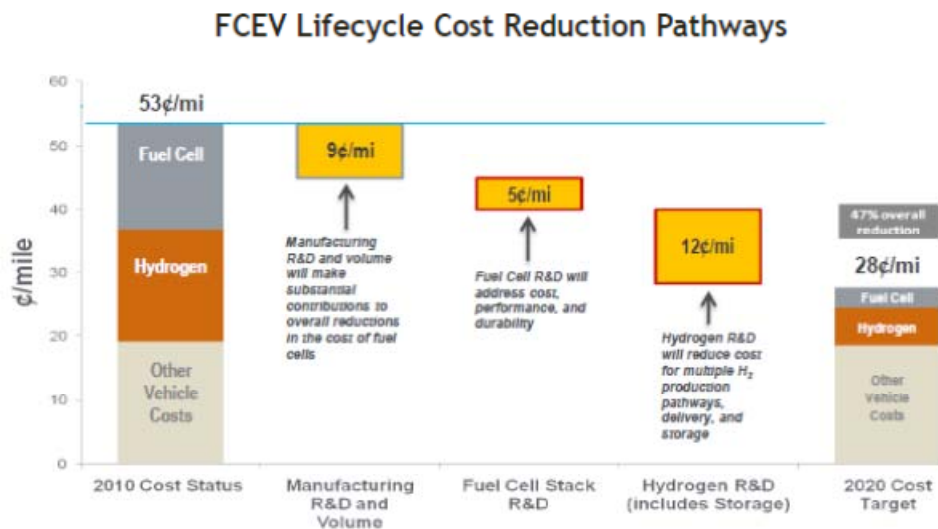 FCEV Lifecycle Cost Reduction Pathways
¢/mile
60
50
40
30
20
10
0
53¢/mi
Fuel Cell
Hydrogen
Other
Vehicle
Costs
9¢/mi
Manufacturing
R&D and volume
will make
substantial
contributions to
overall reductions
in the cost of fuel
cells
5¢/mi
Fuel Cell R&D will
address cost,
performance, and
durability
12¢/mi
Hydrogen R&D
will reduce cost
for multiple H₂
production
pathways,
delivery, and
storage
47% overall
reduction
28¢/mi
Fuel Cell
Hydrogen
Other
Vehicle
Costs
2010 Cost Status
Manufacturing
R&D and
Volume
Fuel Cell Stack
R&D
Hydrogen R&D
(includes Storage)
2020 Cost
Target